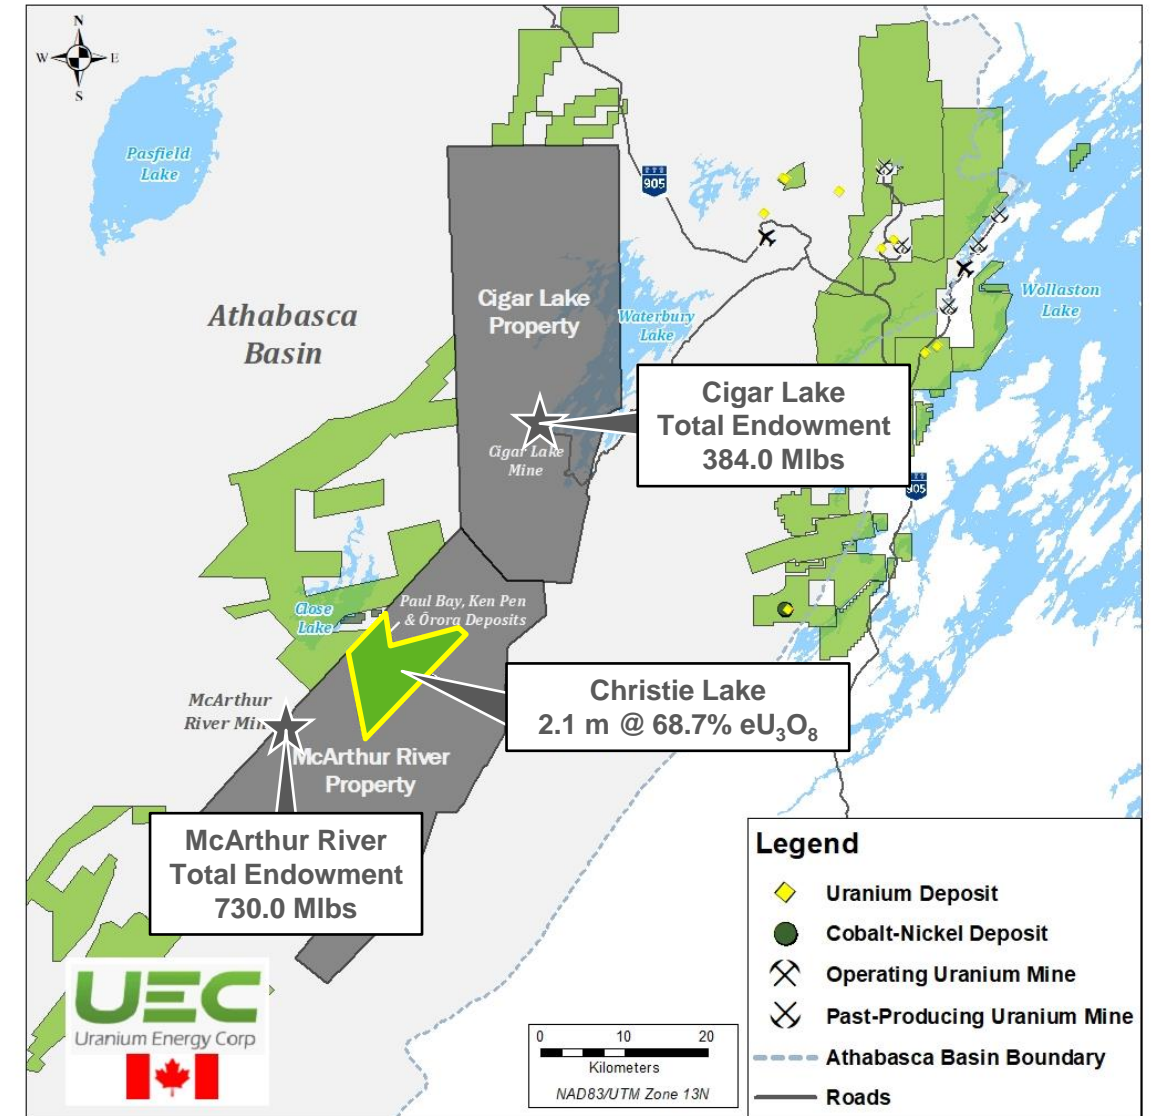 N
W
E
S
Pasfield
Lake
905
Cigar Lake
Property
Waterbury
Lake
Wollaston
Lake
Athabasca
Basin
Cigar Lake
Total Endowment
384.0 Mlbs
Cigar Lake
Mine
905
Close
Lake
Paul Bay, Ken Pen
& Ōrora Deposits
Christie Lake
2.1 m @ 68.7% eU₃O₈
McArthur
River Min
McArthur River
Property
McArthur River
Total Endowment
730.0 Mlbs
UEC
Uranium Energy Corp
0 10 20
Kilometers
NAD83/UTM Zone 13N
Legend
Uranium Deposit
Cobalt-Nickel Deposit
Operating Uranium Mine
Past-Producing Uranium Mine
Athabasca Basin Boundary
Roads